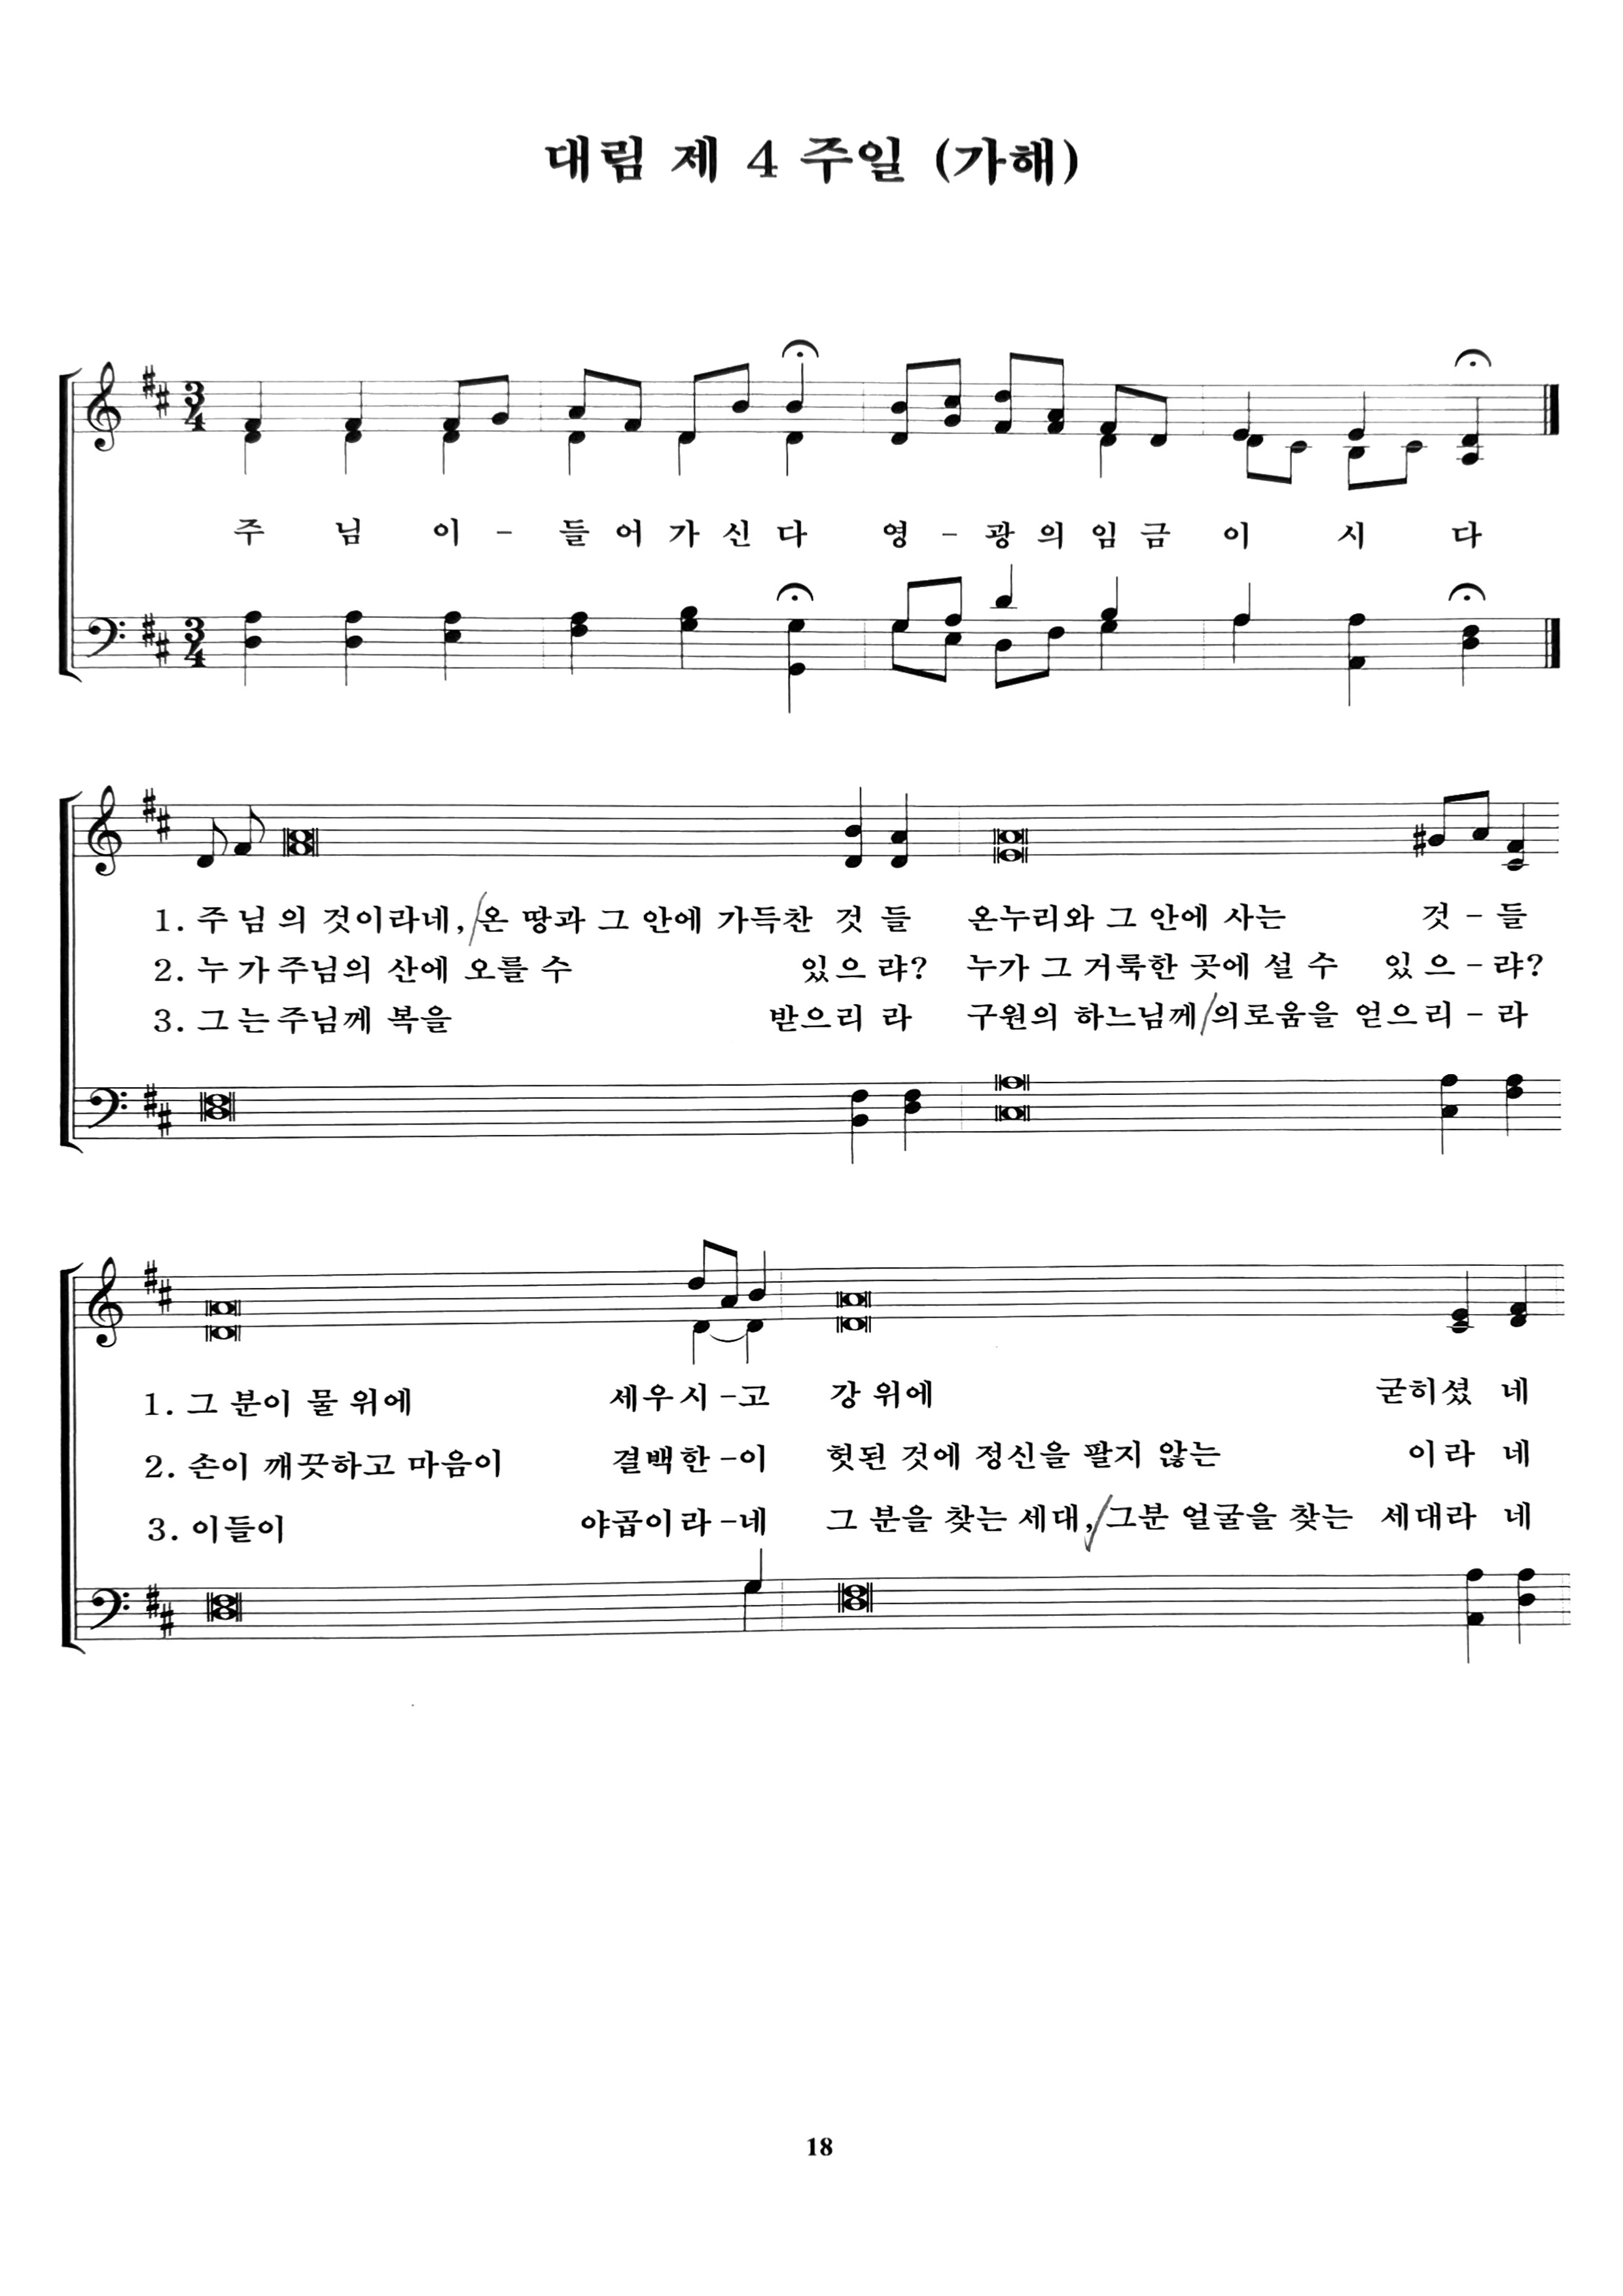 대림 제 4 주일 (가해)
3 4
주 님 이 - 들 어 가 신 다 영 - 광 의 임 금 이 시 다
3 4
1. 주 님 의 것이라네, 온 땅과 그 안에 가득찬 것 들 온누리와 그 안에 사는 것 - 들
2. 누 가 주님의 산에 오를 수 있으 랴? 누가 그 거룩한 곳에 설 수 있 으 - 랴?
3. 그 는 주님께 복을 받으리 라 구원의 하느님께 의로움을 얻으리 - 라
1. 그 분이 물 위에 세우시 - 고 강 위에 굳히셨 네
2. 손이 깨끗하고 마음이 결백한 - 이 헛된 것에 정신을 팔지 않는 이라 네
3. 이들이 야곱이라 - 네 그 분을 찾는 세대, 그분 얼굴을 찾는 세대라 네
18